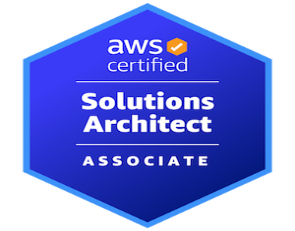 aws
certified
Solutions
Architect
ASSOCIATE